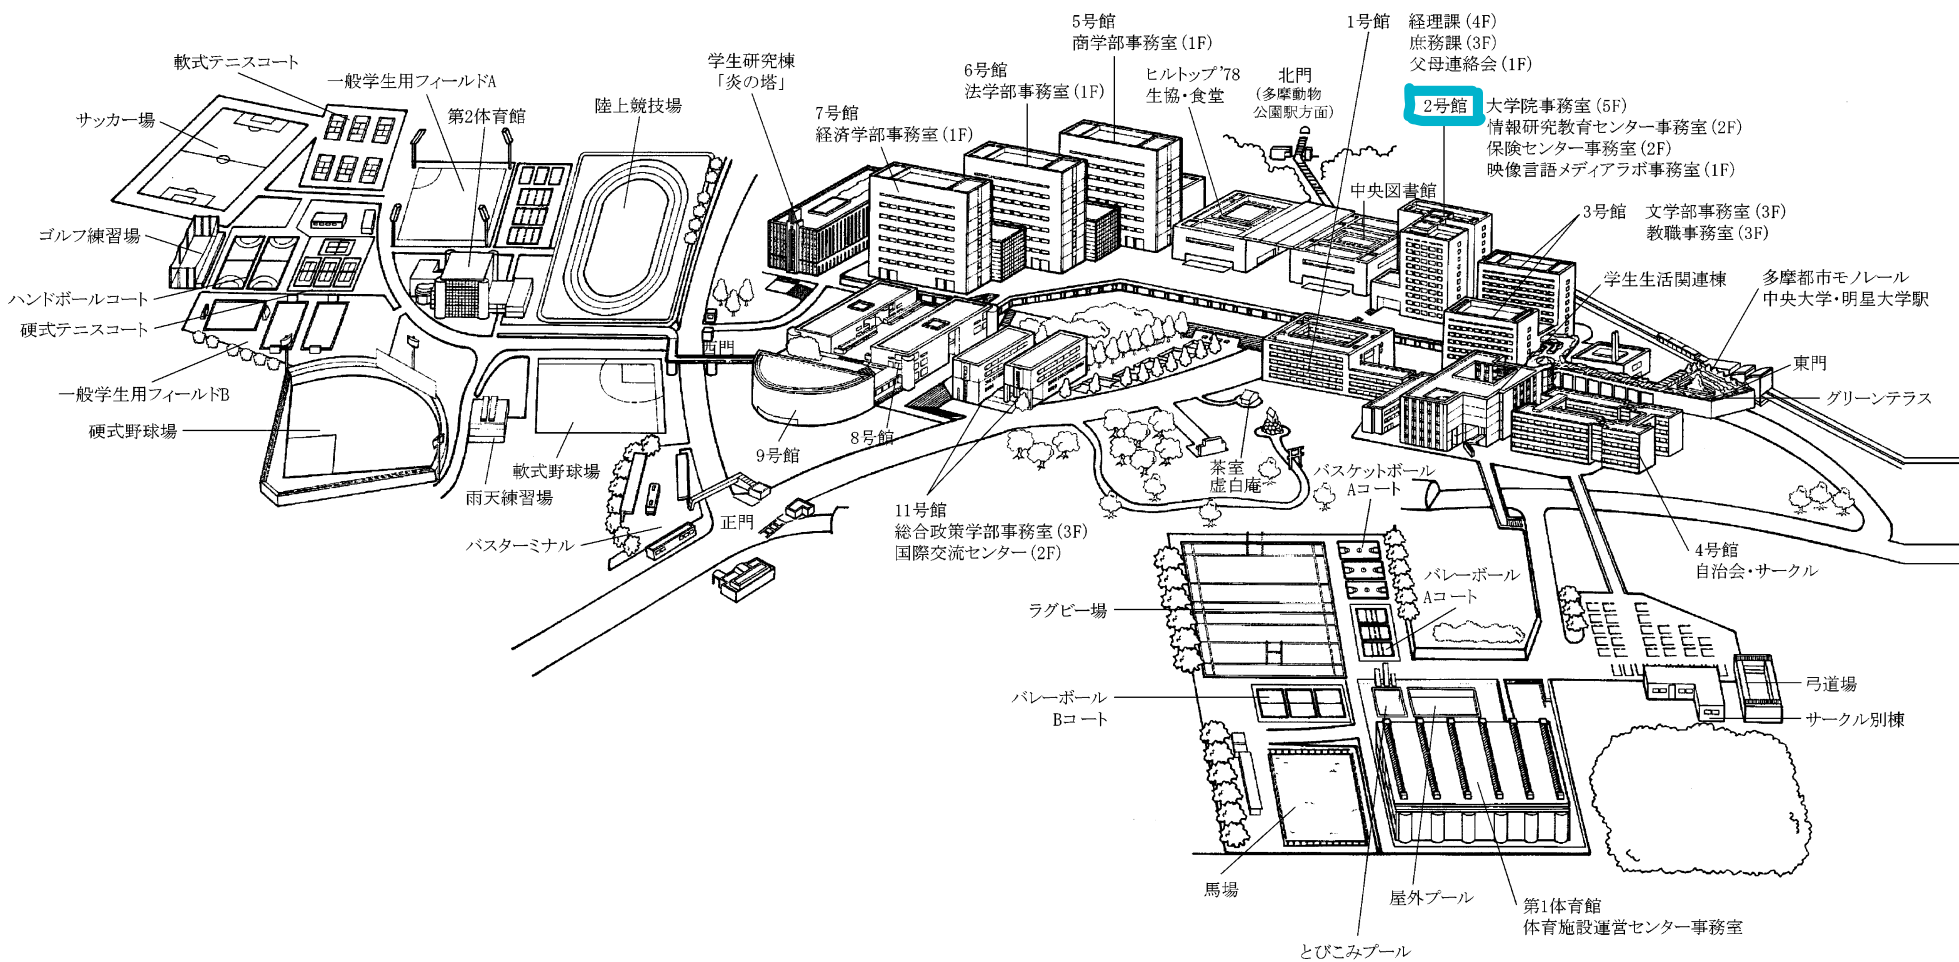 軟式テニスコート
一般学生用フィールドA
サッカー場
第2体育館
陸上競技場
学生研究棟
「炎の塔」
7号館
経済学部事務室(1F)
6号館
法学部事務室(1F)
5号館
商学部事務室(1F)
ヒルトップ'78
生協・食堂
北門
(多摩動物
公園駅方面)
1号館 経理課(4F)
庶務課(3F)
父母連絡会(1F)
2号館 大学院事務室(5F)
情報研究教育センター事務室(2F)
保険センター事務室(2F)
映像言語メディアラボ事務室(1F)
中央図書館
3号館 文学部事務室(3F)
教職事務室(3F)
学生生活関連棟
多摩都市モノレール
中央大学・明星大学駅
東門
グリーンテラス
ゴルフ練習場
ハンドボールコート
硬式テニスコート
一般学生用フィールドB
硬式野球場
西門
軟式野球場
雨天練習場
バスターミナル
正門
9号館
8号館
11号館
総合政策学部事務室(3F)
国際交流センター(2F)
茶室
虚白庵
バスケットボール
Aコート
バレーボール
Aコート
4号館
自治会・サークル
ラグビー場
バレーボール
Bコート
弓道場
サークル別棟
馬場
屋外プール
とびこみプール
第1体育館
体育施設運営センター事務室